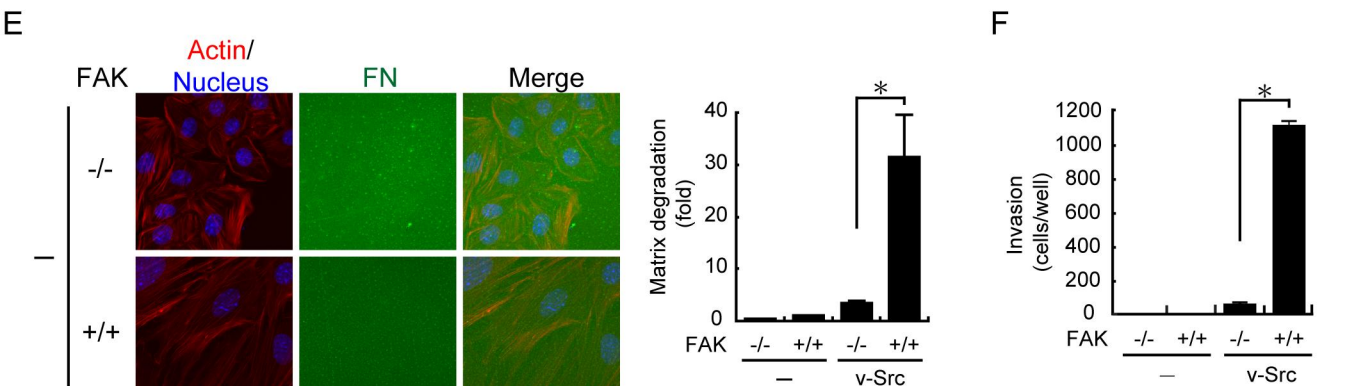 E
F
Actin/
Nucleus
FAK
FN
Merge
-/-
+/+
—
Matrix degradation
(fold)
40
30
20
10
0
*
FAK -/- +/+ -/- +/+
— v-Src
Invasion
(cells/well)
1200
1000
800
600
400
200
0
*
FAK -/- +/+ -/- +/+
— v-Src